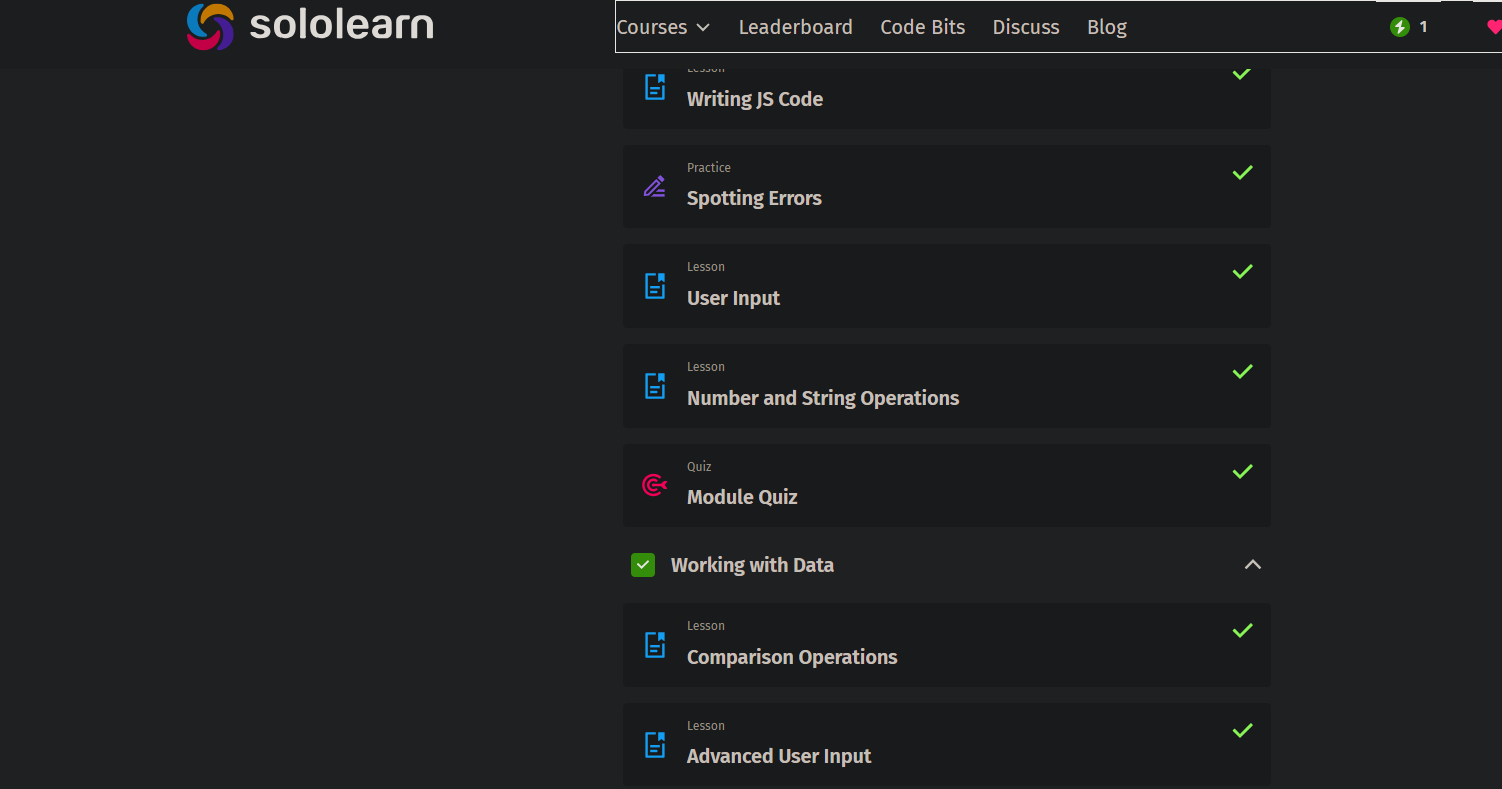 sololearn
Courses Leaderboard Code Bits Discuss Blog 1
Lesson
Writing JS Code
Practice
Spotting Errors
Lesson
User Input
Lesson
Number and String Operations
Quiz
Module Quiz
Working with Data
Lesson
Comparison Operations
Lesson
Advanced User Input